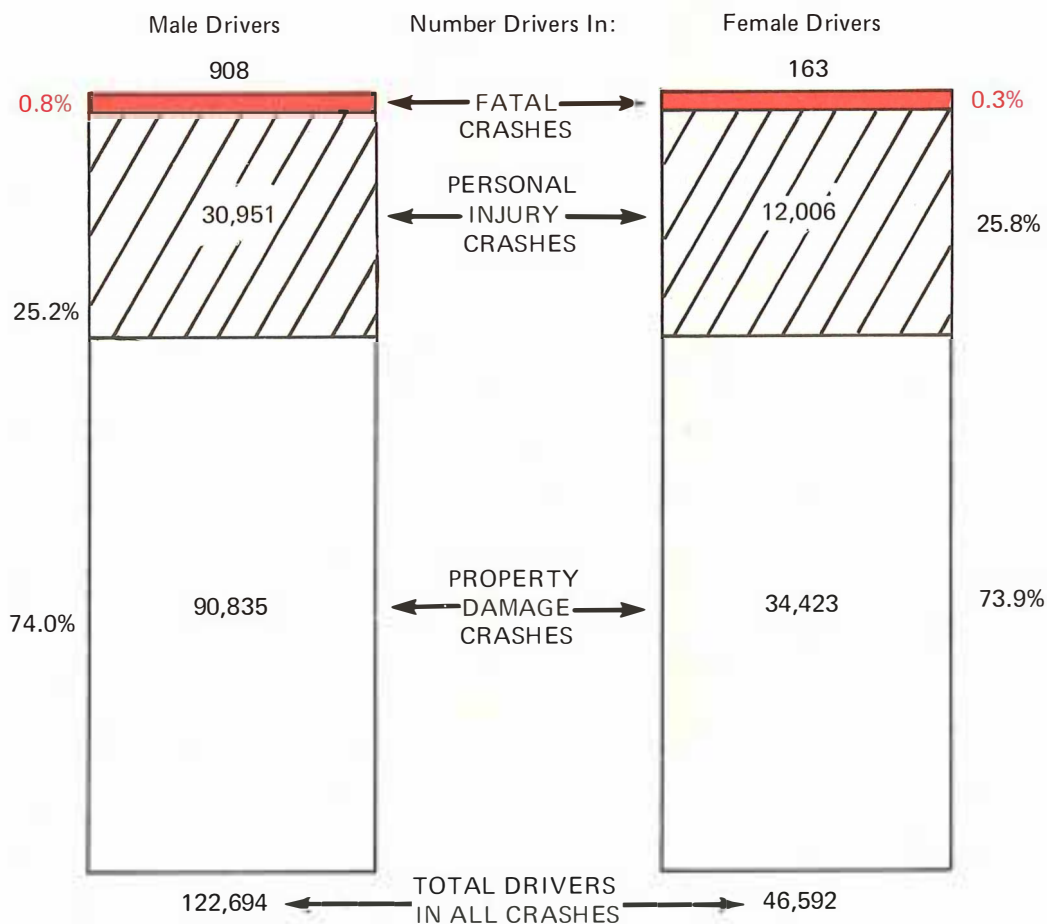 Male Drivers
Number Drivers In:
Female Drivers
908
163
0.8%
FATAL
CRASHES
0.3%
PERSONAL
INJURY
CRASHES
30,951
12,006
25.2%
25.8%
PROPERTY
DAMAGE
CRASHES
90,835
34,423
74.0%
73.9%
122,694
TOTAL DRIVERS
IN ALL CRASHES
46,592